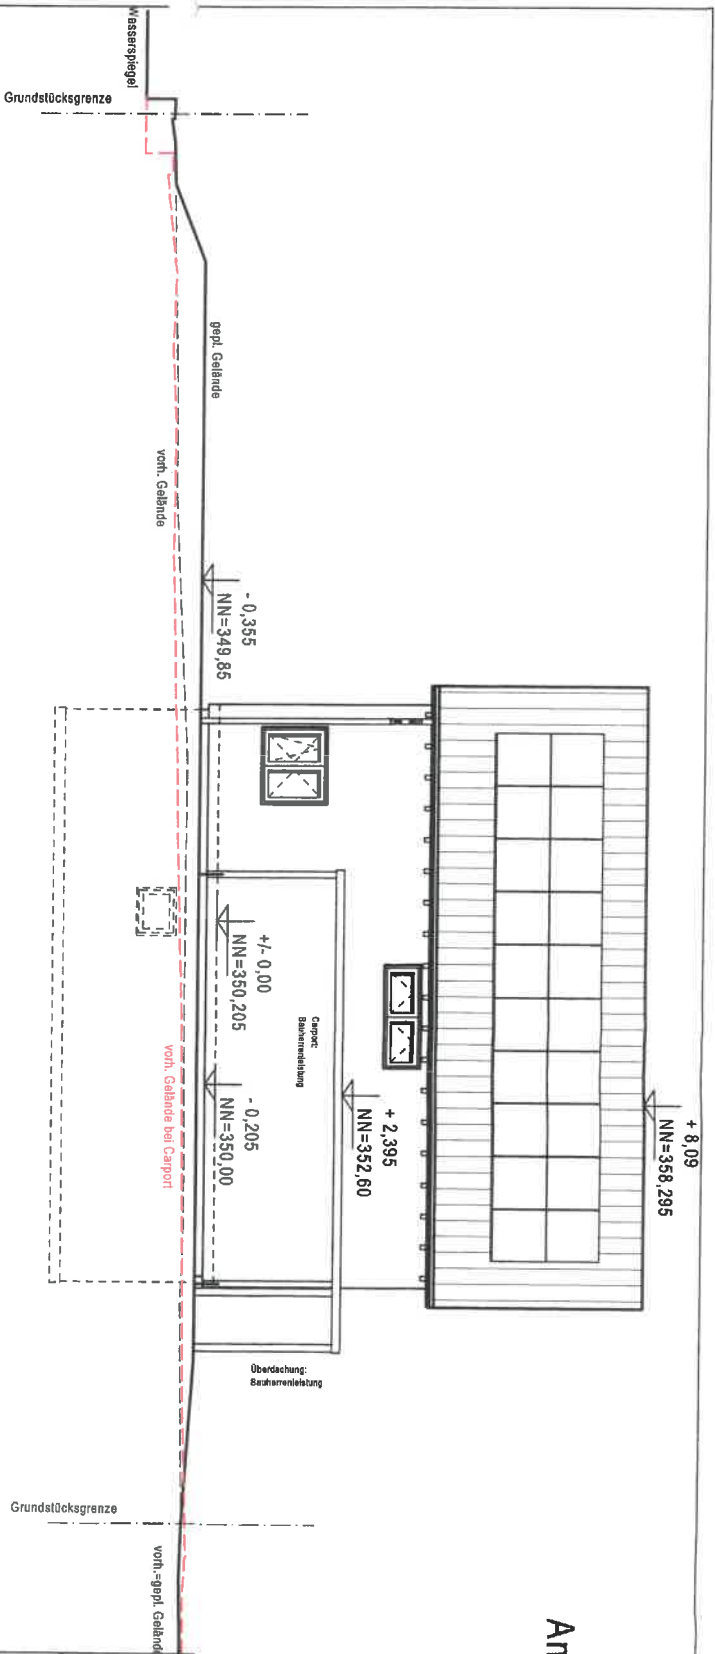 Wasserspiegel
Grundstücksgrenze
gepl. Gelände
vorh. Gelände
- 0,355
NN=349,85
+/- 0,00
NN=350,205
Carport:
Bauherrenleistung
- 0,205
NN=350,00
+ 2,395
NN=352,60
+ 8,09
NN=358,295
vorh. Gelände bei Carport
Überdachung:
Bauherrenleistung
Grundstücksgrenze
vorh.=gepl. Gelände
An